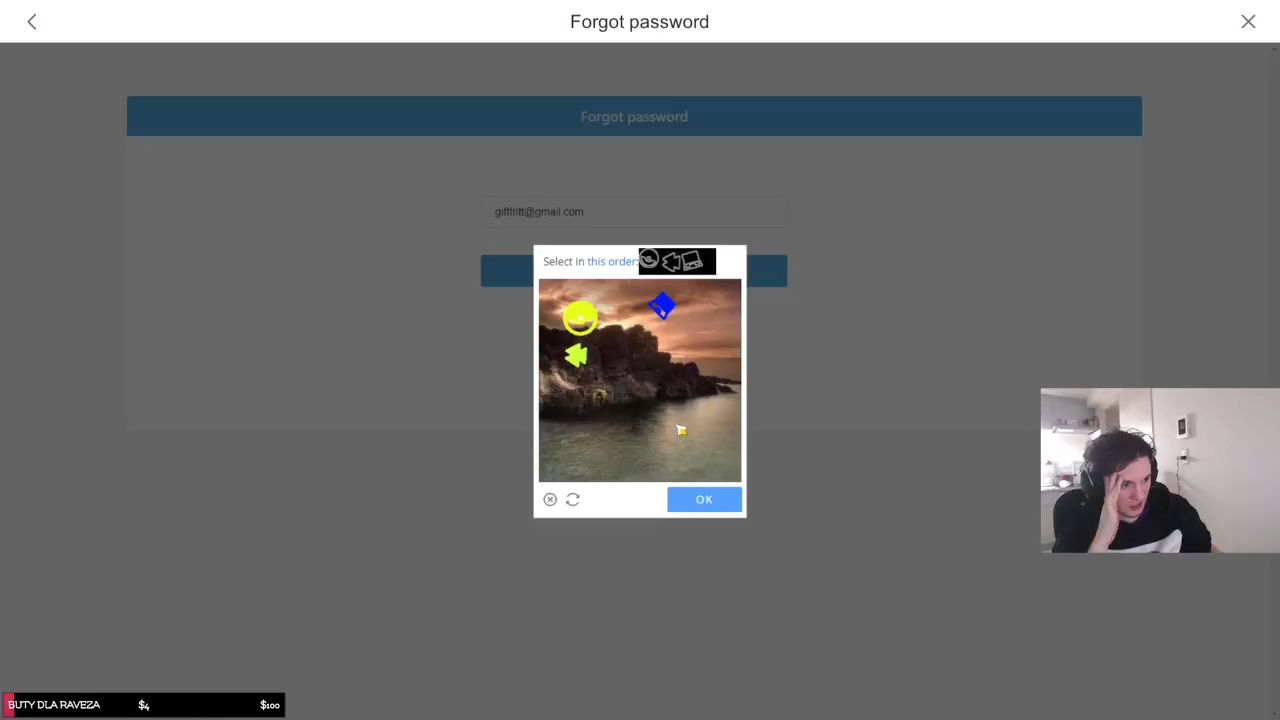 Forgot password
Forgot password
giftfritt@gmail.com
Select in this order:
OK
BUTY DLA RAVEZA $4 $100